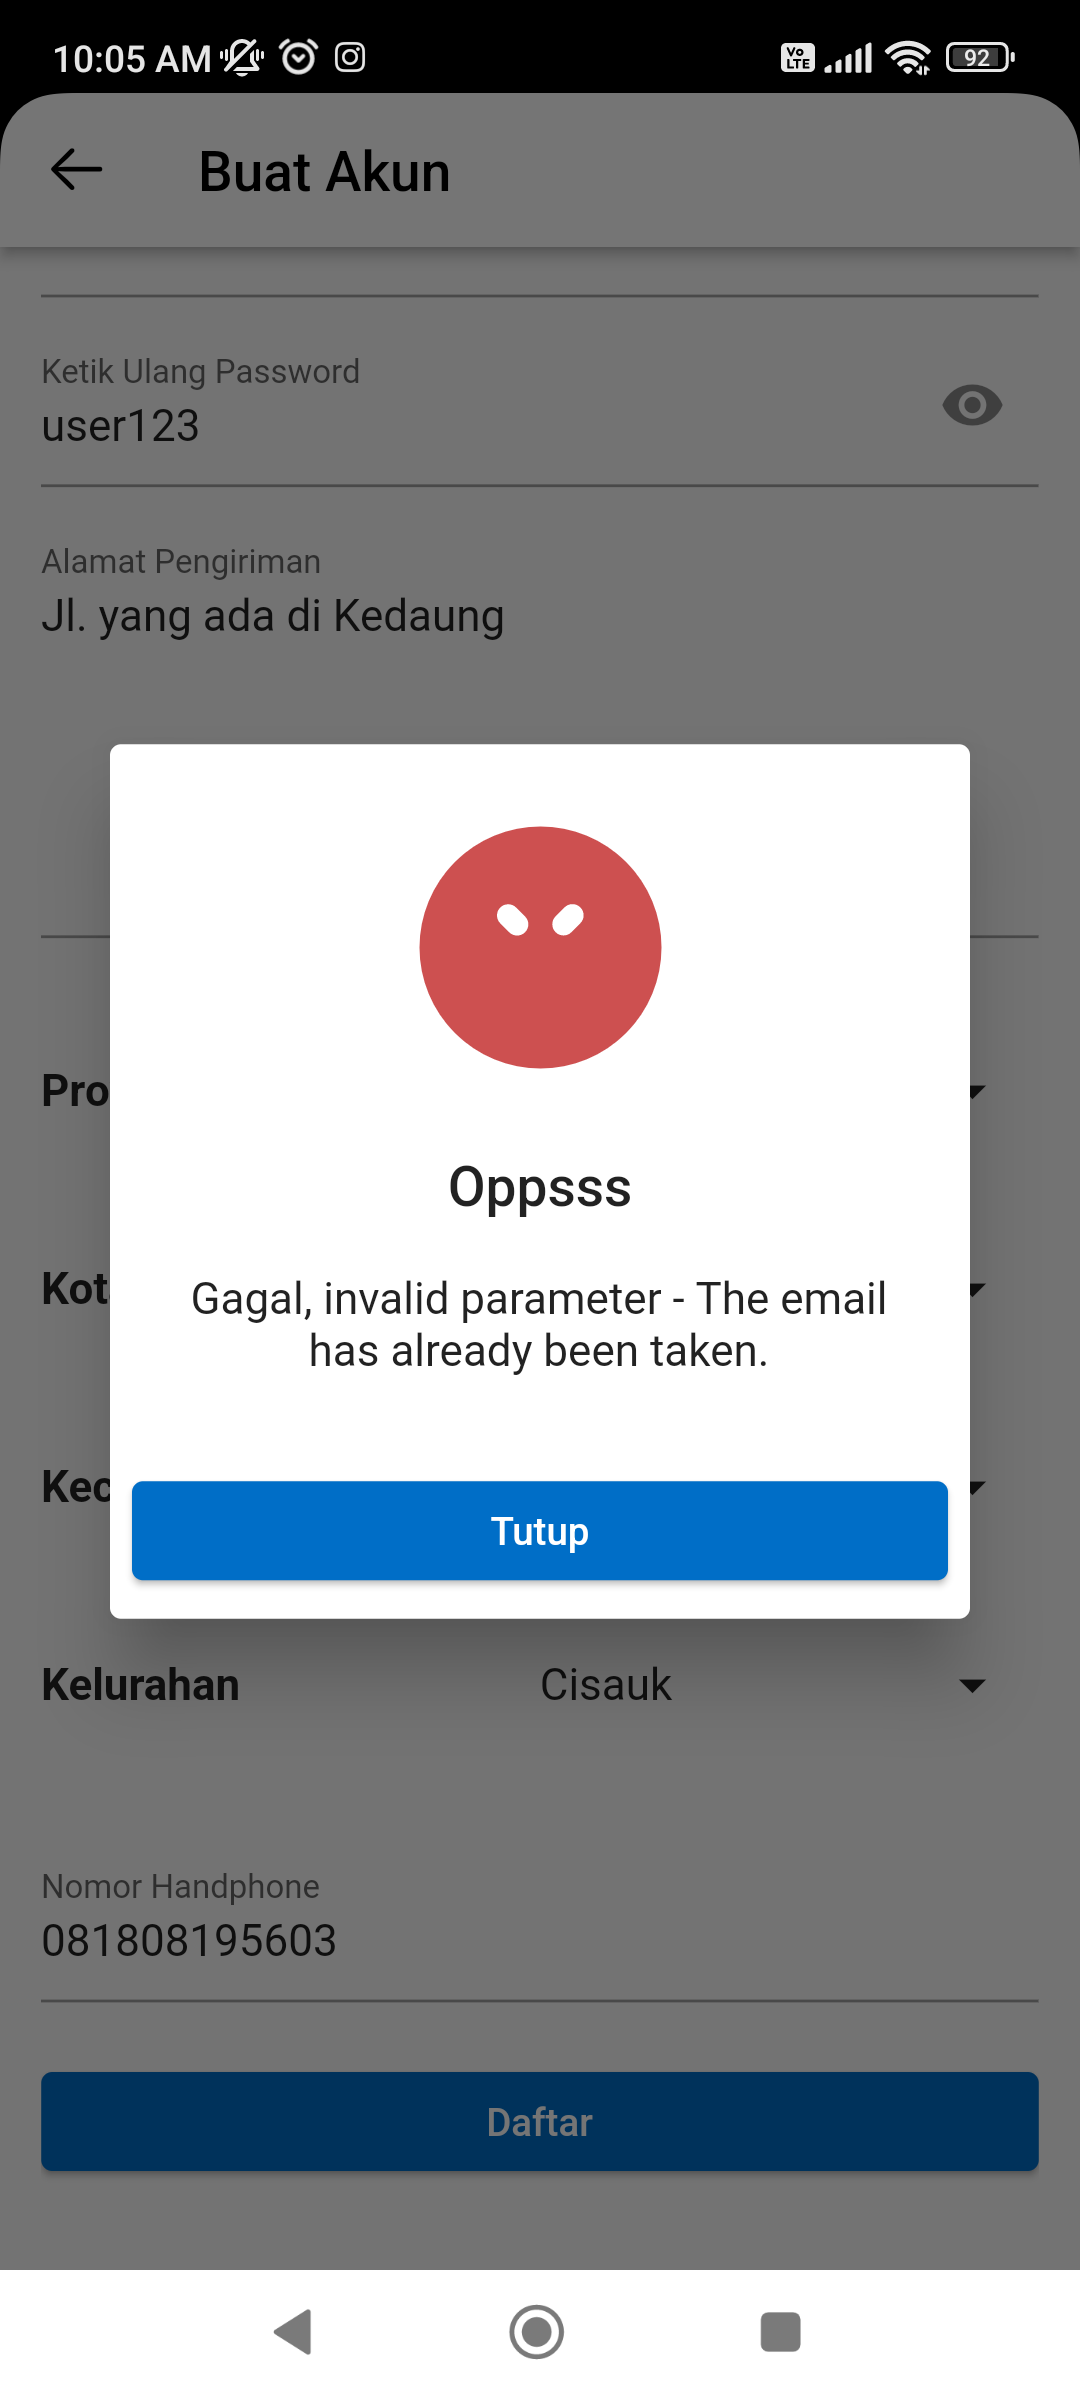 10:05 AM Vo LTE 92
Buat Akun
Ketik Ulang Password
user123
Alamat Pengiriman
Jl. yang ada di Kedaung
Pro
Oppsss
Kot
Gagal, invalid parameter - The email
has already been taken.
Kec
Tutup
Kelurahan Cisauk
Nomor Handphone
081808195603
Daftar